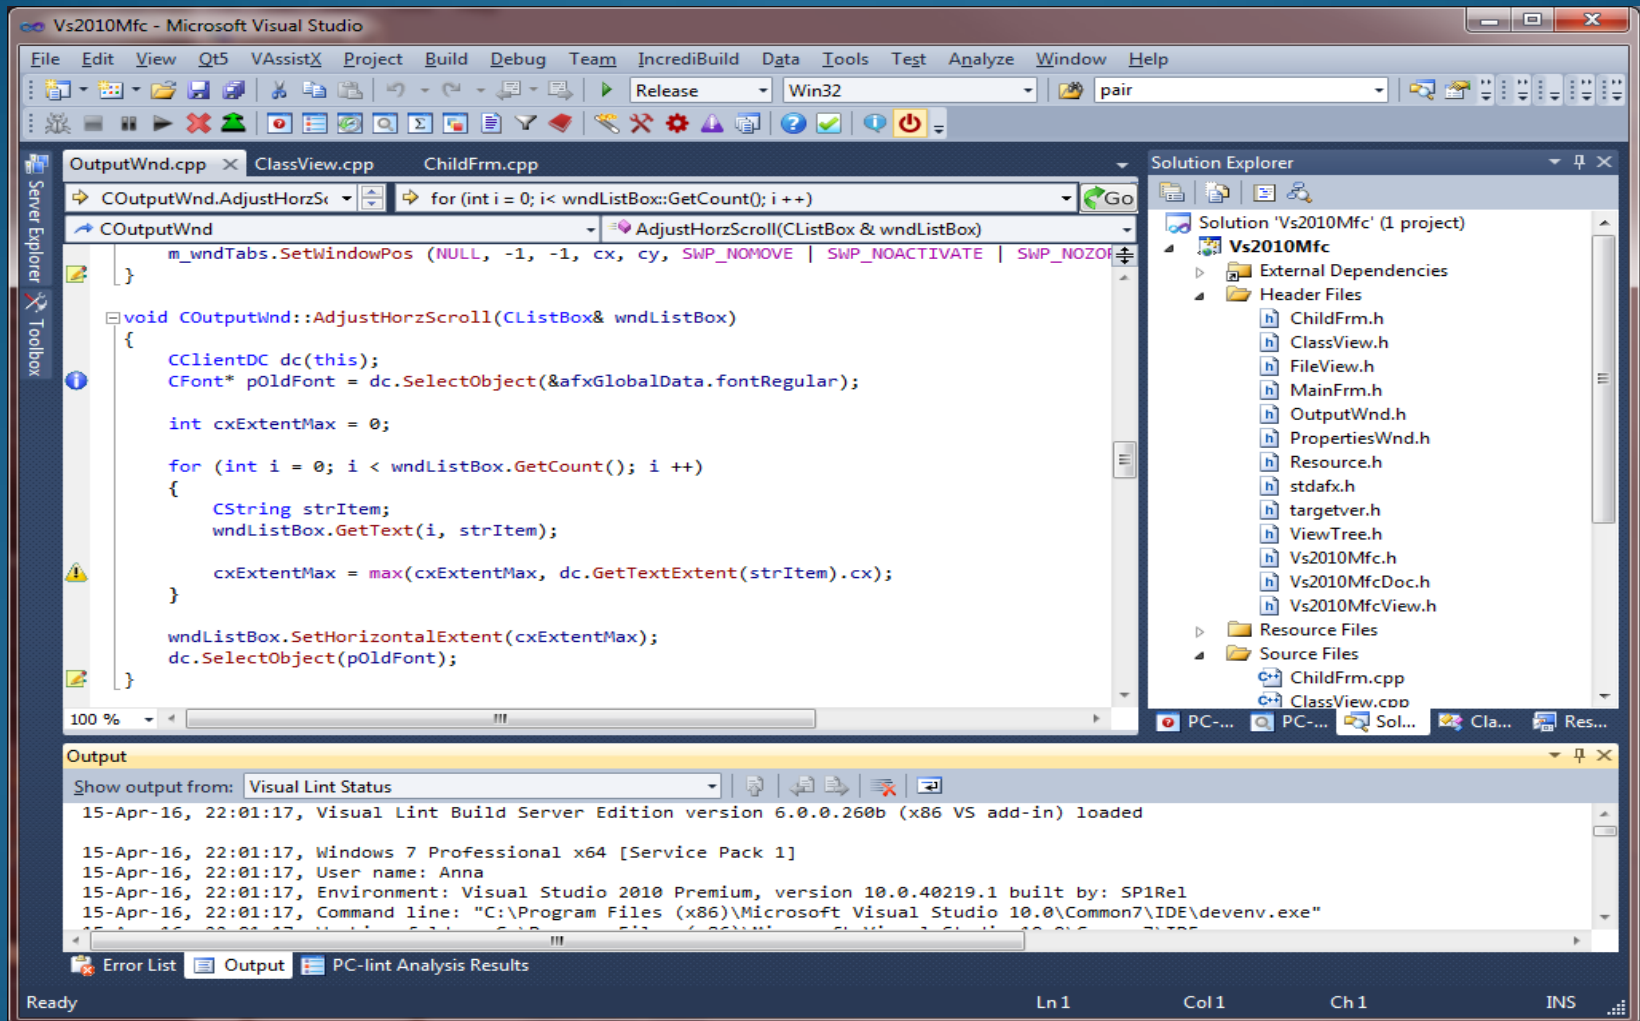 Vs2010Mfc - Microsoft Visual Studio
File Edit View Qt5 VAssistX Project Build Debug Team IncrediBuild Data Tools Test Analyze Window Help
Release Win32 pair
Server Explorer
Toolbox
OutputWnd.cpp ClassView.cpp ChildFrm.cpp
COutputWnd.AdjustHorzSc for (int i = 0; i< wndListBox::GetCount(); i ++) Go
COutputWnd AdjustHorzScroll(CListBox & wndListBox)
m_wndTabs.SetWindowPos (NULL, -1, -1, cx, cy, SWP_NOMOVE | SWP_NOACTIVATE | SWP_NOZOR
}
void COutputWnd::AdjustHorzScroll(CListBox& wndListBox)
{
CClientDC dc(this);
CFont* pOldFont = dc.SelectObject(&afxGlobalData.fontRegular);
int cxExtentMax = 0;
for (int i = 0; i < wndListBox.GetCount(); i ++)
{
CString strItem;
wndListBox.GetText(i, strItem);
cxExtentMax = max(cxExtentMax, dc.GetTextExtent(strItem).cx);
}
wndListBox.SetHorizontalExtent(cxExtentMax);
dc.SelectObject(pOldFont);
}
100 %
Solution Explorer
Solution 'Vs2010Mfc' (1 project)
Vs2010Mfc
External Dependencies
Header Files
ChildFrm.h
ClassView.h
FileView.h
MainFrm.h
OutputWnd.h
PropertiesWnd.h
Resource.h
stdafx.h
targetver.h
ViewTree.h
Vs2010Mfc.h
Vs2010MfcDoc.h
Vs2010MfcView.h
Resource Files
Source Files
ChildFrm.cpp
ClassView.cpp
PC-... PC-... Sol... Cla... Res...
Output
Show output from: Visual Lint Status
15-Apr-16, 22:01:17, Visual Lint Build Server Edition version 6.0.0.260b (x86 VS add-in) loaded
15-Apr-16, 22:01:17, Windows 7 Professional x64 [Service Pack 1]
15-Apr-16, 22:01:17, User name: Anna
15-Apr-16, 22:01:17, Environment: Visual Studio 2010 Premium, version 10.0.40219.1 built by: SP1Rel
15-Apr-16, 22:01:17, Command line: "C:\Program Files (x86)\Microsoft Visual Studio 10.0\Common7\IDE\devenv.exe"
Error List Output PC-lint Analysis Results
Ready Ln 1 Col 1 Ch 1 INS